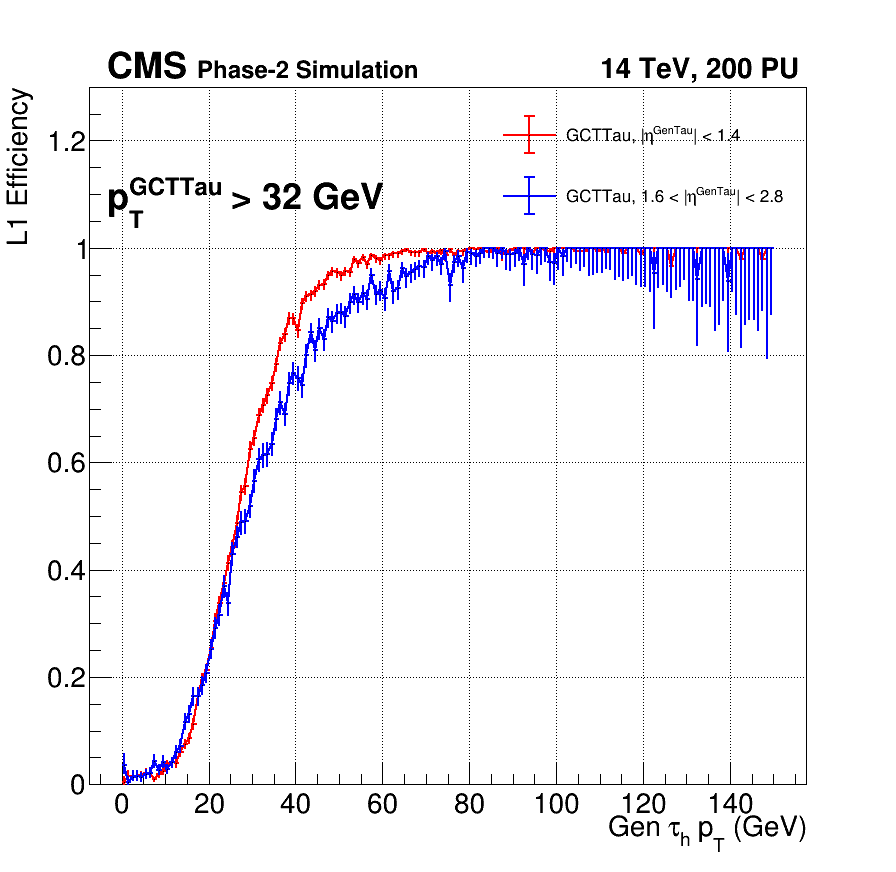 CMS Phase-2 Simulation 14 TeV, 200 PU
L1 Efficiency
GCTTau, |η^GenTau| < 1.4
GCTTau, 1.6 < |η^GenTau| < 2.8
p_T^GCTTau > 32 GeV
1.2
1
0.8
0.6
0.4
0.2
0
0 20 40 60 80 100 120 140
Gen τ_h p_T (GeV)